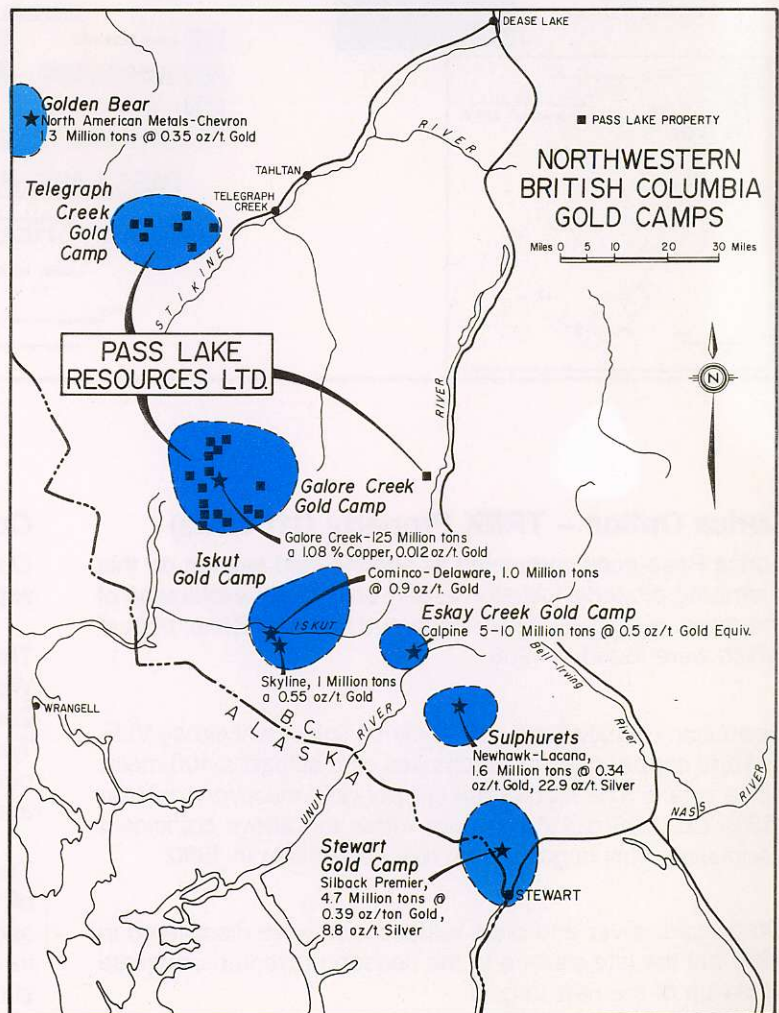 DEASE LAKE
Golden Bear
North American Metals-Chevron
1.3 Million tons @ 0.35 oz/t. Gold
■ PASS LAKE PROPERTY
RIVER
NORTHWESTERN
BRITISH COLUMBIA
GOLD CAMPS
TAHLTAN
Telegraph
Creek
Gold
Camp
TELEGRAPH
CREEK
Miles 0 5 10 20 30 Miles
STIKINE
N
PASS LAKE
RESOURCES LTD.
RIVER
Galore Creek
Gold Camp
Galore Creek-125 Million tons
a 1.08 % Copper, 0.012 oz/t. Gold
Iskut
Gold Camp
Cominco-Delaware, 1.0 Million tons
@ 0.9 oz/t. Gold
ISKUT
Eskay Creek Gold Camp
Calpine 5-10 Million tons @ 0.5 oz/t. Gold Equiv.
Skyline, 1 Million tons
a 0.55 oz/t. Gold
Bell-Irving
River
WRANGELL
B.C.
ALASKA
RIVER
UNUK
Sulphurets
Newhawk-Lacana,
1.6 Million tons @ 0.34
oz/t. Gold, 22.9 oz/t. Silver
NASS
RIVER
Stewart
Gold Camp
Silback Premier,
4.7 Million tons @
0.39 oz/ton Gold,
8.8 oz/t. Silver
STEWART